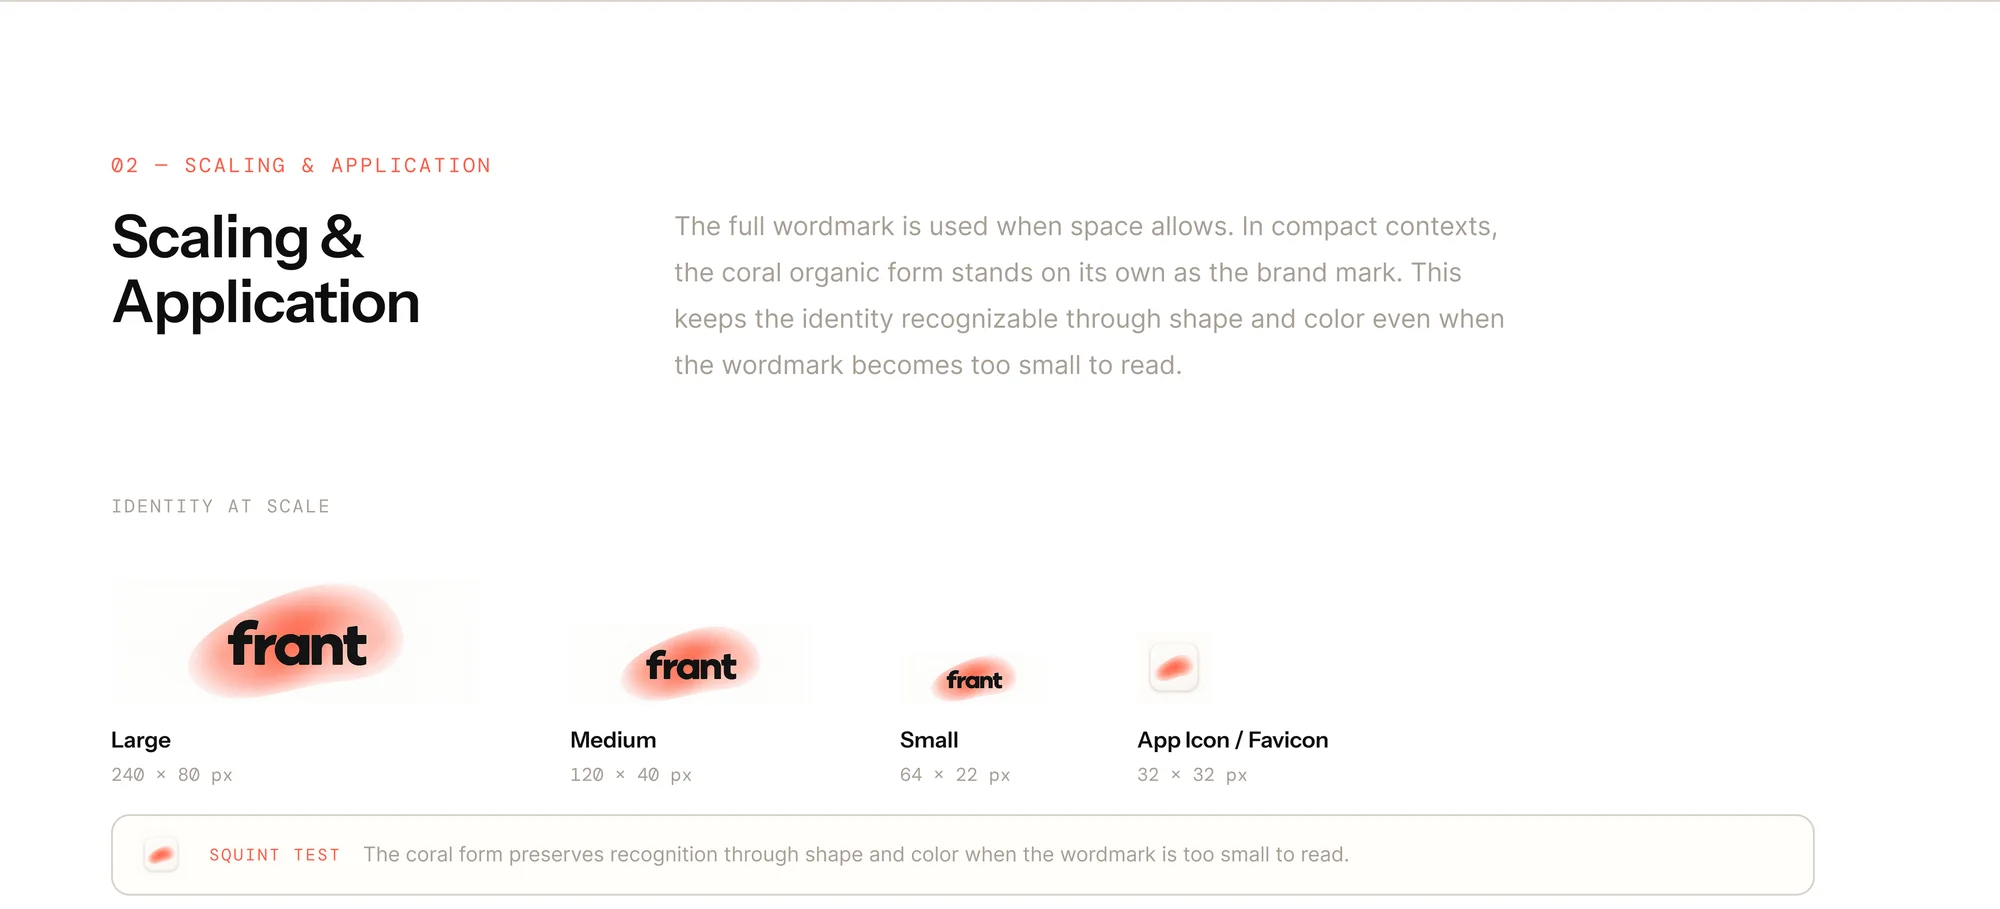 02 — SCALING & APPLICATION
Scaling &
Application
The full wordmark is used when space allows. In compact contexts,
the coral organic form stands on its own as the brand mark. This
keeps the identity recognizable through shape and color even when
the wordmark becomes too small to read.
IDENTITY AT SCALE
frant
frant
frant
Large
Medium
Small
App Icon / Favicon
240 × 80 px
120 × 40 px
64 × 22 px
32 × 32 px
SQUINT TEST The coral form preserves recognition through shape and color when the wordmark is too small to read.